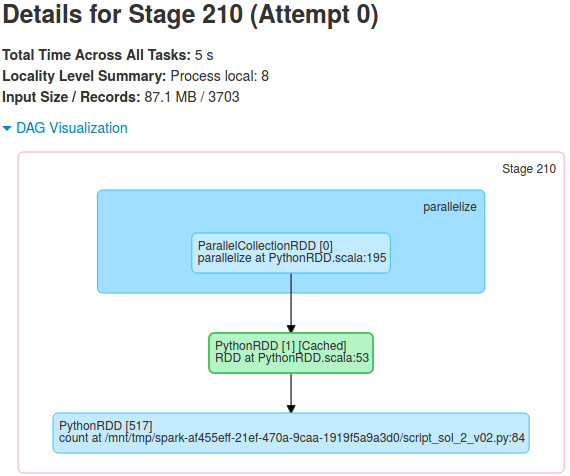 Details for Stage 210 (Attempt 0)
Total Time Across All Tasks: 5 s
Locality Level Summary: Process local: 8
Input Size / Records: 87.1 MB / 3703
DAG Visualization
Stage 210
parallelize
ParallelCollectionRDD [0]
parallelize at PythonRDD.scala:195
PythonRDD [1] [Cached]
RDD at PythonRDD.scala:53
PythonRDD [517]
count at /mnt/tmp/spark-af455eff-21ef-470a-9caa-1919f5a9a3d0/script_sol_2_v02.py:84